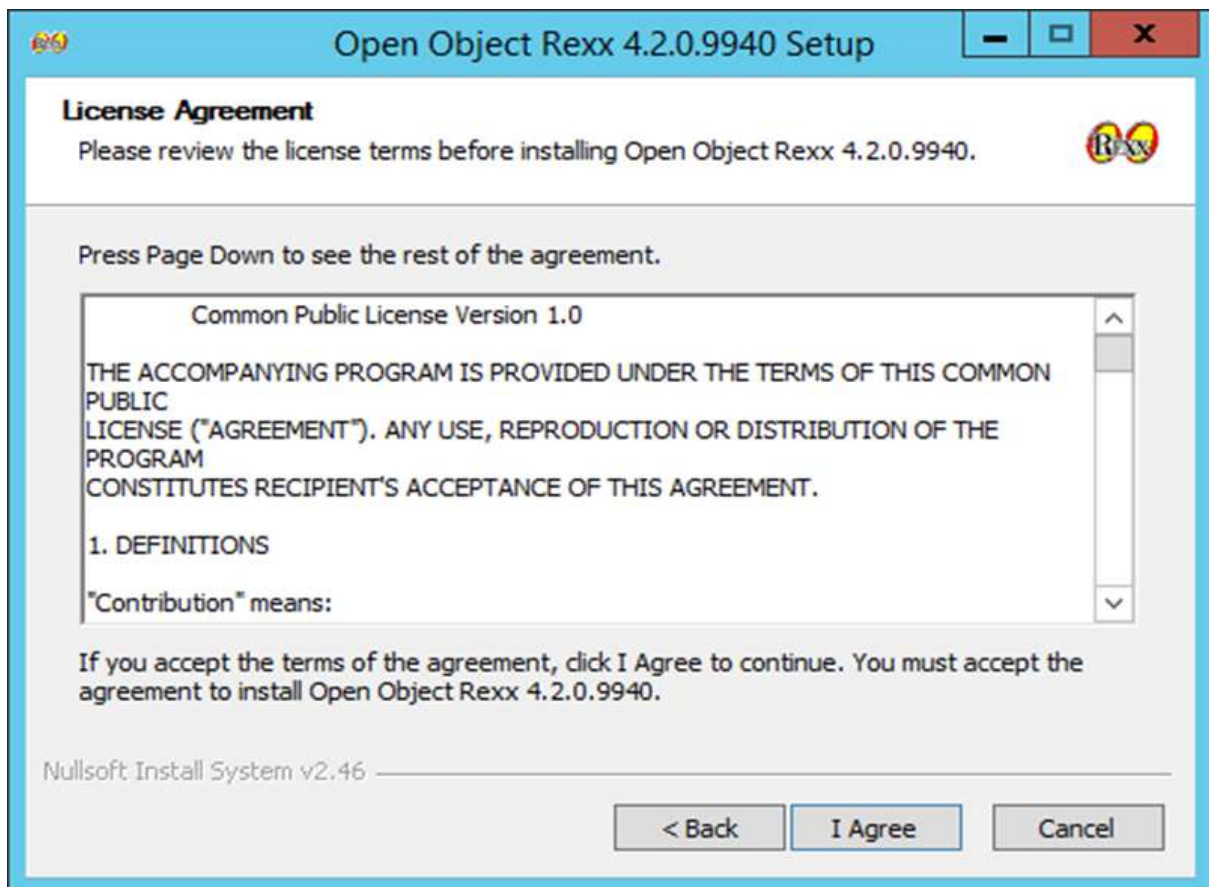 Open Object Rexx 4.2.0.9940 Setup
License Agreement
Please review the license terms before installing Open Object Rexx 4.2.0.9940.
Rexx
Press Page Down to see the rest of the agreement.
Common Public License Version 1.0
THE ACCOMPANYING PROGRAM IS PROVIDED UNDER THE TERMS OF THIS COMMON
PUBLIC
LICENSE ("AGREEMENT"). ANY USE, REPRODUCTION OR DISTRIBUTION OF THE
PROGRAM
CONSTITUTES RECIPIENT'S ACCEPTANCE OF THIS AGREEMENT.
1. DEFINITIONS
"Contribution" means:
If you accept the terms of the agreement, click I Agree to continue. You must accept the
agreement to install Open Object Rexx 4.2.0.9940.
Nullsoft Install System v2.46
< Back
I Agree
Cancel